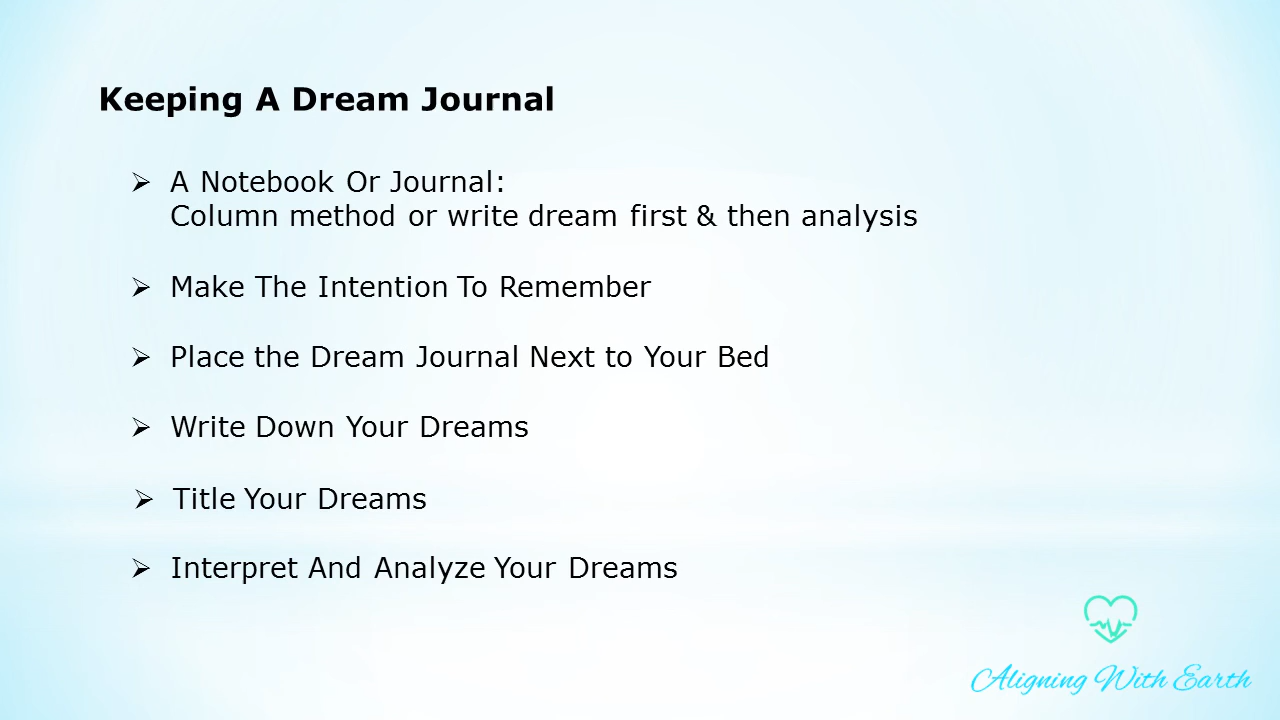 Keeping A Dream Journal
➢ A Notebook Or Journal:
Column method or write dream first & then analysis
➢ Make The Intention To Remember
➢ Place the Dream Journal Next to Your Bed
➢ Write Down Your Dreams
➢ Title Your Dreams
➢ Interpret And Analyze Your Dreams
Aligning With Earth